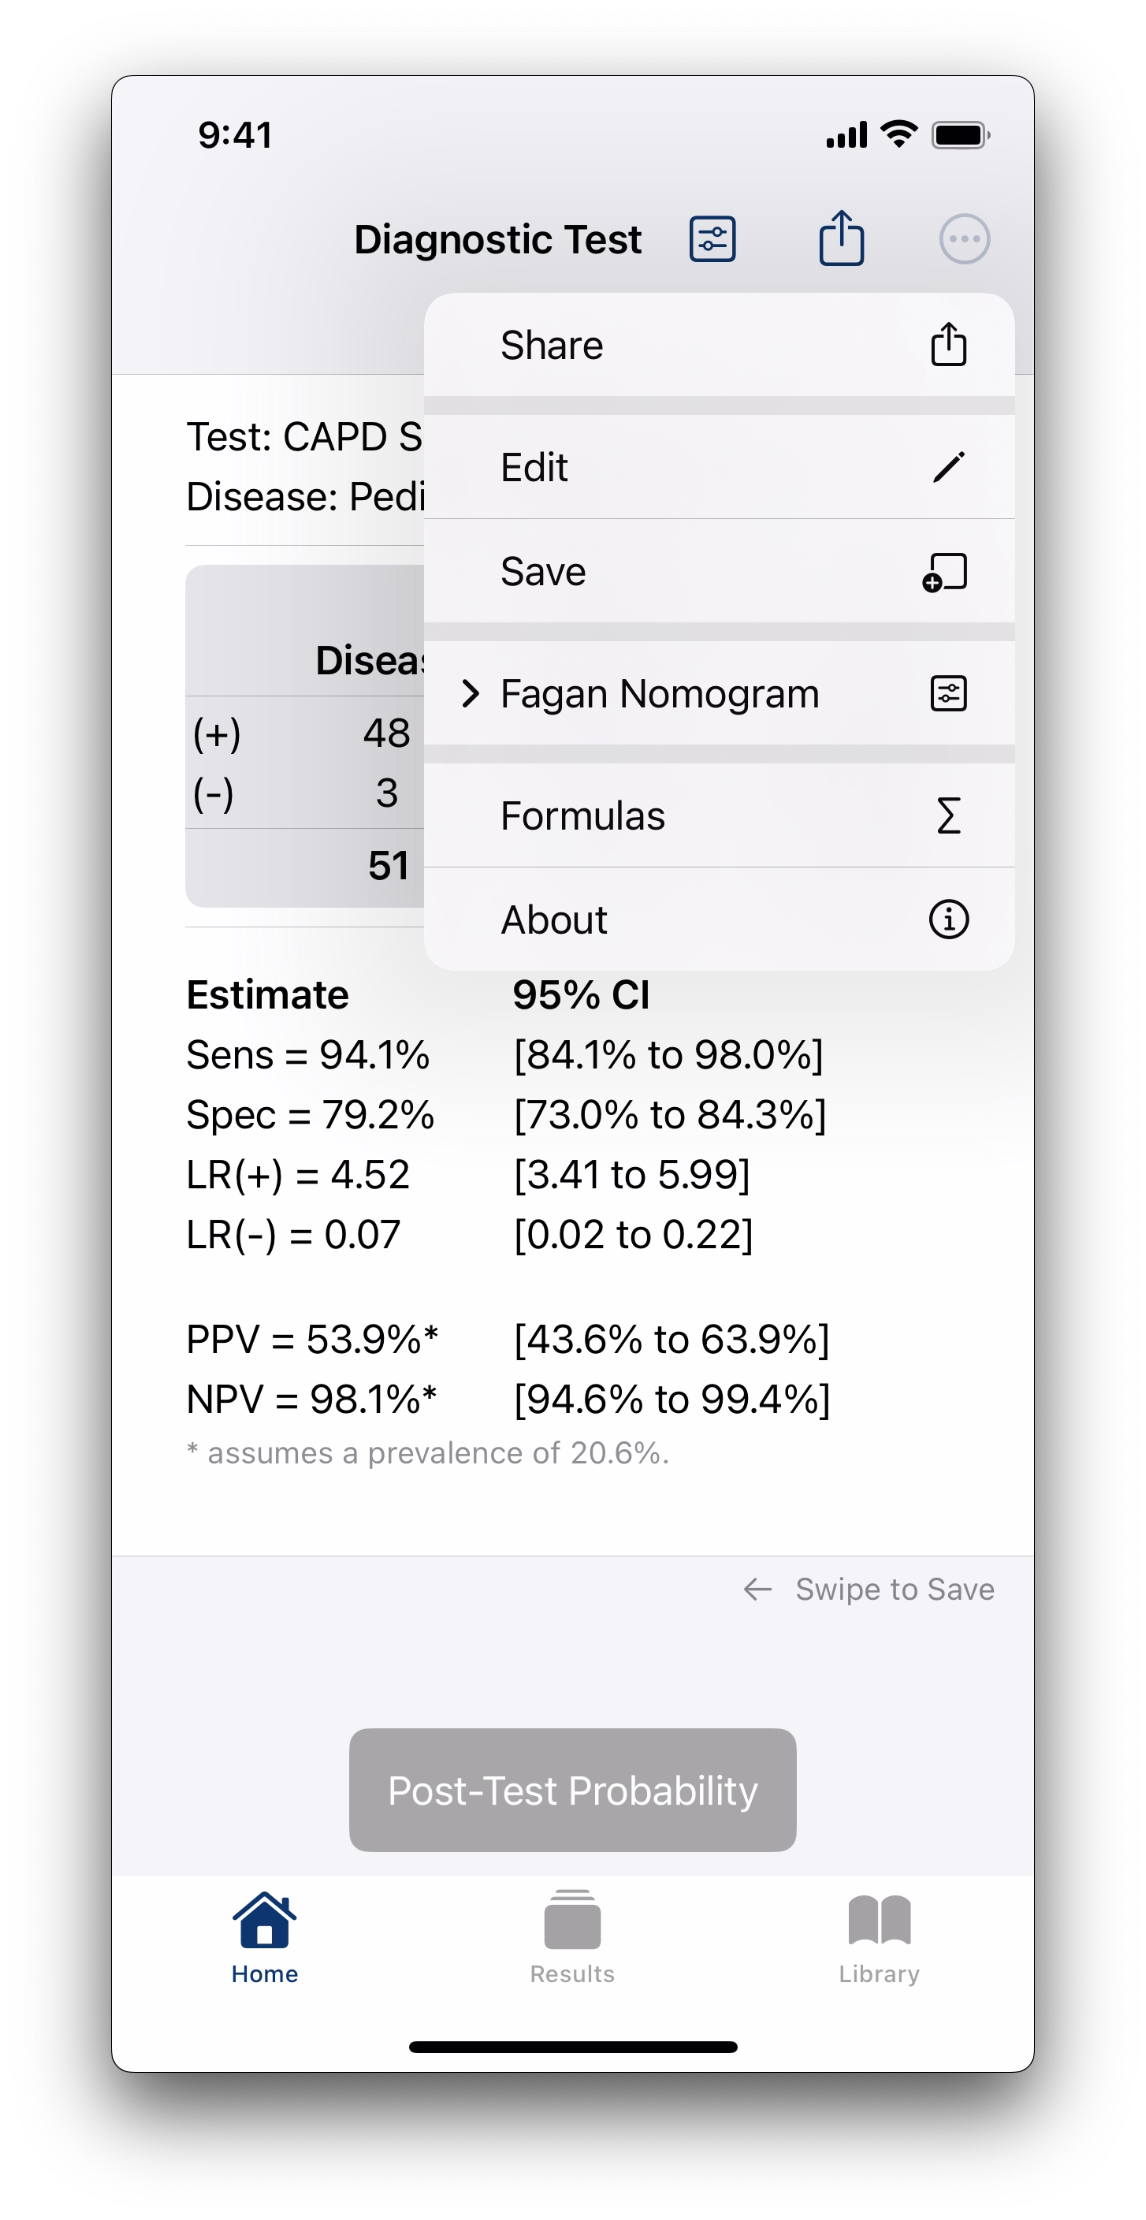 9:41
Diagnostic Test
Share
Edit
Save
Fagan Nomogram
Formulas
About
Test: CAPD S
Disease: Pedi
Disea
(+) 48
(-) 3
51
Estimate 95% CI
Sens = 94.1% [84.1% to 98.0%]
Spec = 79.2% [73.0% to 84.3%]
LR(+) = 4.52 [3.41 to 5.99]
LR(-) = 0.07 [0.02 to 0.22]
PPV = 53.9%* [43.6% to 63.9%]
NPV = 98.1%* [94.6% to 99.4%]
* assumes a prevalence of 20.6%.
← Swipe to Save
Post-Test Probability
Home Results Library